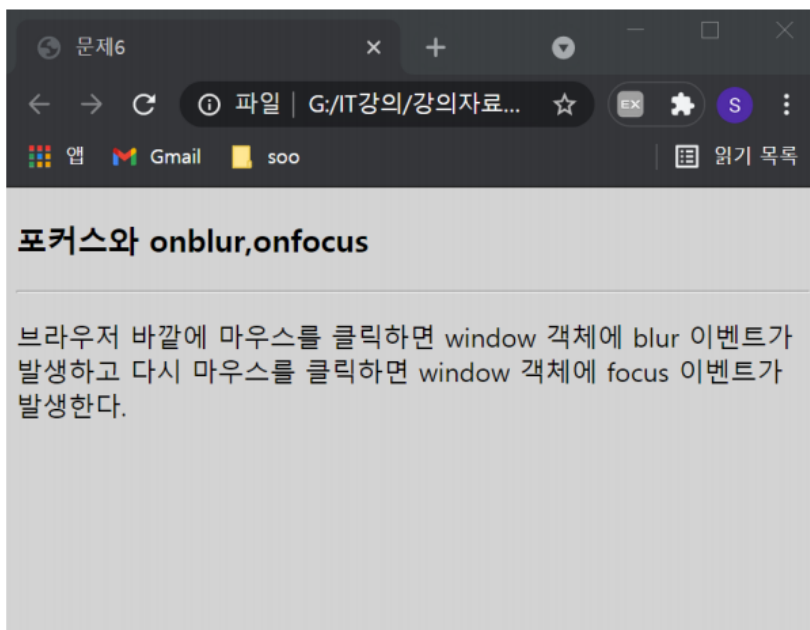 문제6
파일 | G:/IT강의/강의자료...
EX
S
앱 Gmail soo 읽기 목록
포커스와 onblur,onfocus
브라우저 바깥에 마우스를 클릭하면 window 객체에 blur 이벤트가
발생하고 다시 마우스를 클릭하면 window 객체에 focus 이벤트가
발생한다.